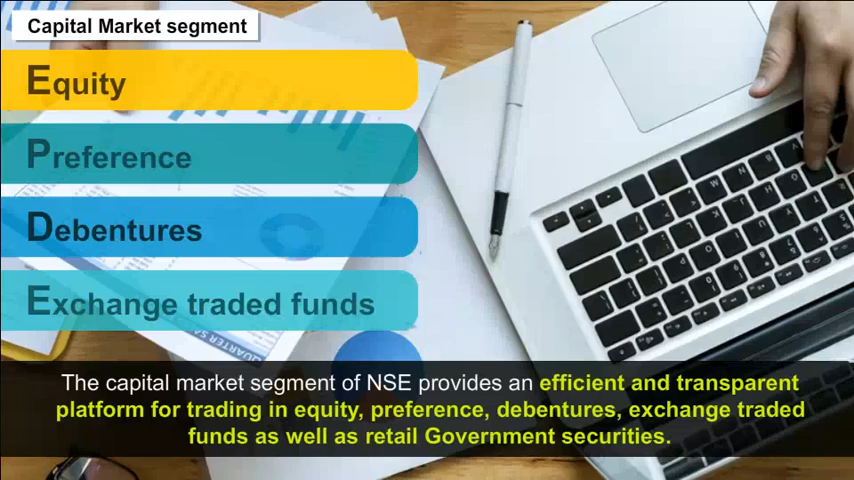 Capital Market segment
Equity
Preference
Debentures
Exchange traded funds
The capital market segment of NSE provides an efficient and transparent
platform for trading in equity, preference, debentures, exchange traded
funds as well as retail Government securities.